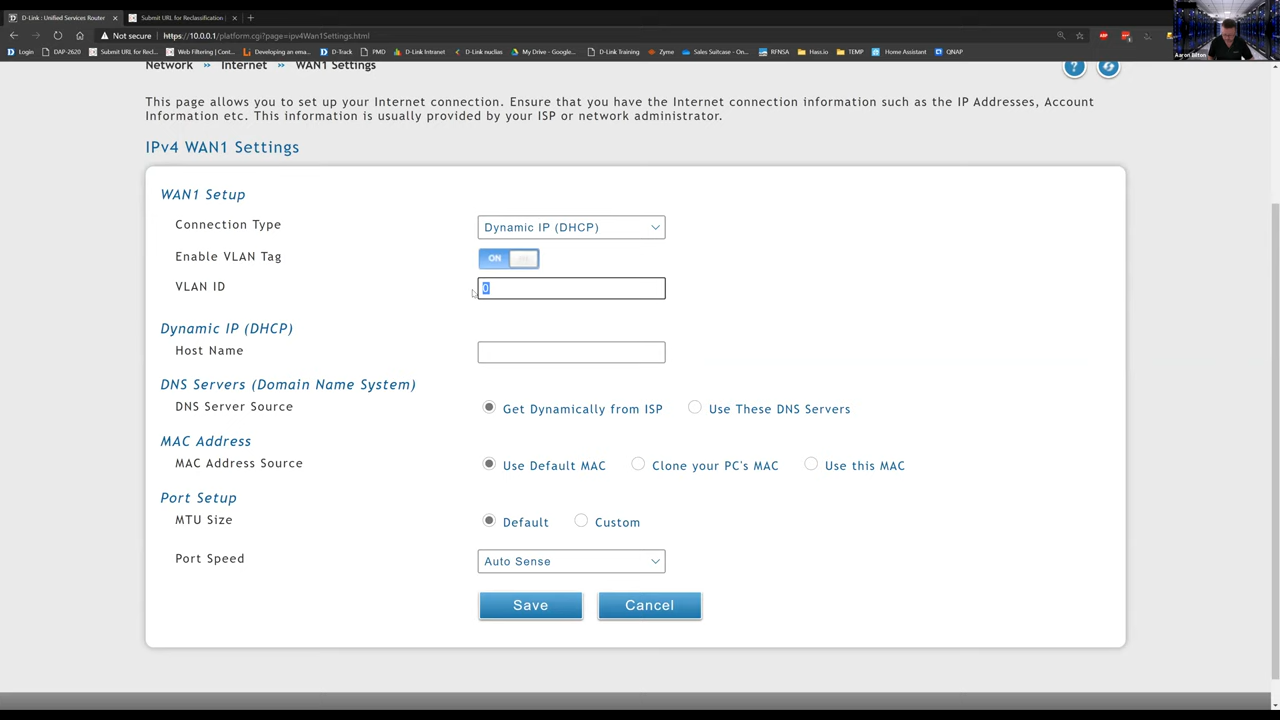 D-Link : Unified Services Router
Submit URL for Reclassification |
Not secure | https://10.0.0.1/platform.cgi?page=ipv4Wan1Settings.html
Login DAP-2620 Submit URL for Recl... Web Filtering | Cont... Developing an ema... D-Track PMD D-Link Intranet D-Link nuclias My Drive – Google... D-Link Training Zyme Sales Suitcase - On... RFNSA Hass.io TEMP Home Assistant QNAP
Aaron Biton
Network » Internet » WAN1 Settings
This page allows you to set up your Internet connection. Ensure that you have the Internet connection information such as the IP Addresses, Account
Information etc. This information is usually provided by your ISP or network administrator.
IPv4 WAN1 Settings
WAN1 Setup
Connection Type Dynamic IP (DHCP)
Enable VLAN Tag ON
VLAN ID 0
Dynamic IP (DHCP)
Host Name
DNS Servers (Domain Name System)
DNS Server Source Get Dynamically from ISP Use These DNS Servers
MAC Address
MAC Address Source Use Default MAC Clone your PC's MAC Use this MAC
Port Setup
MTU Size Default Custom
Port Speed Auto Sense
Save Cancel